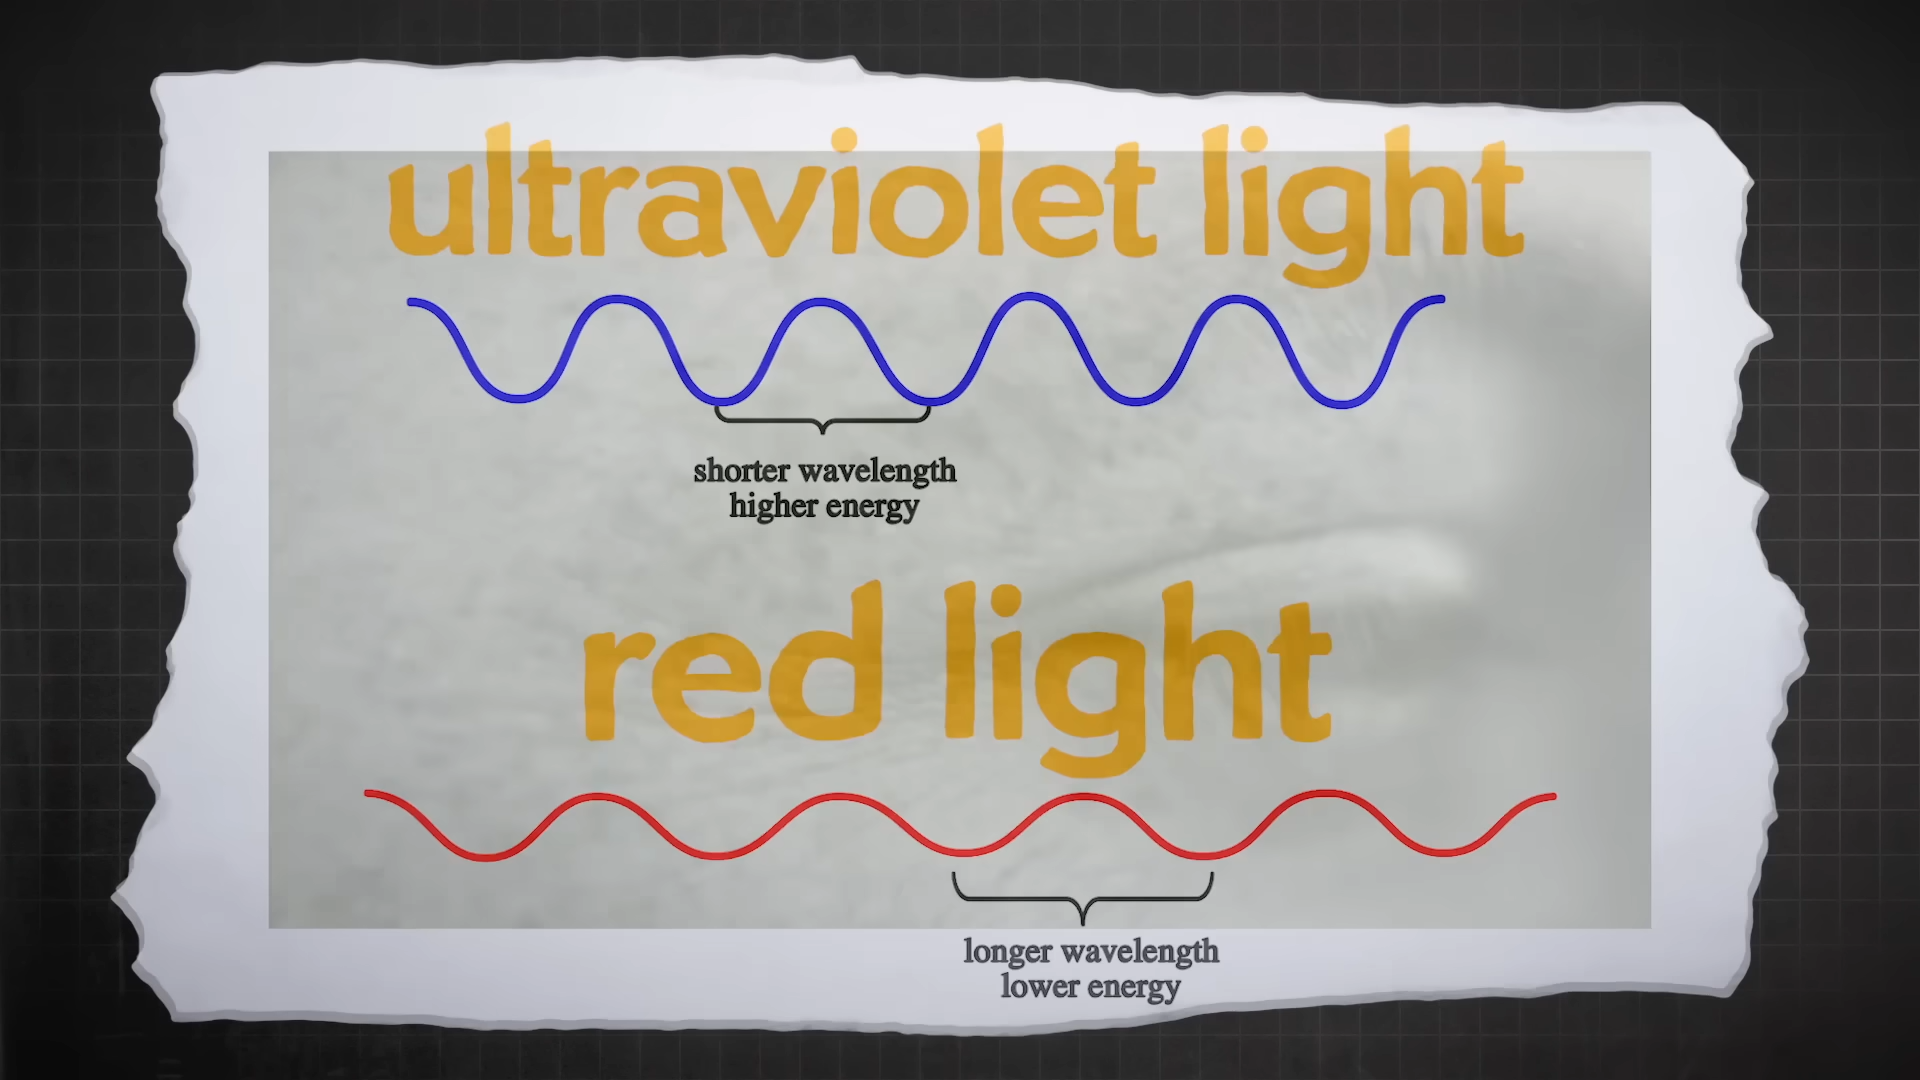 ultraviolet light
shorter wavelength
higher energy
red light
longer wavelength
lower energy